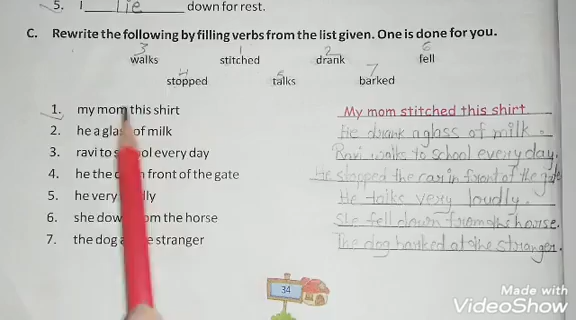 5. I lie down for rest.
C. Rewrite the following by filling verbs from the list given. One is done for you.
3 1 2 6
walks stitched drank fell
4 5 7
stopped talks barked
1. my mom this shirt My mom stitched this shirt
2. he a glass of milk He drank a glass of milk.
3. ravi to school every day Ravi walks to school every day.
4. he the in front of the gate He stopped the car in front of the gate
5. he very He talks very loudly.
6. she down from the horse She fell down from the horse.
7. the dog stranger The dog barked at the stranger.
34
Made with
VideoShow